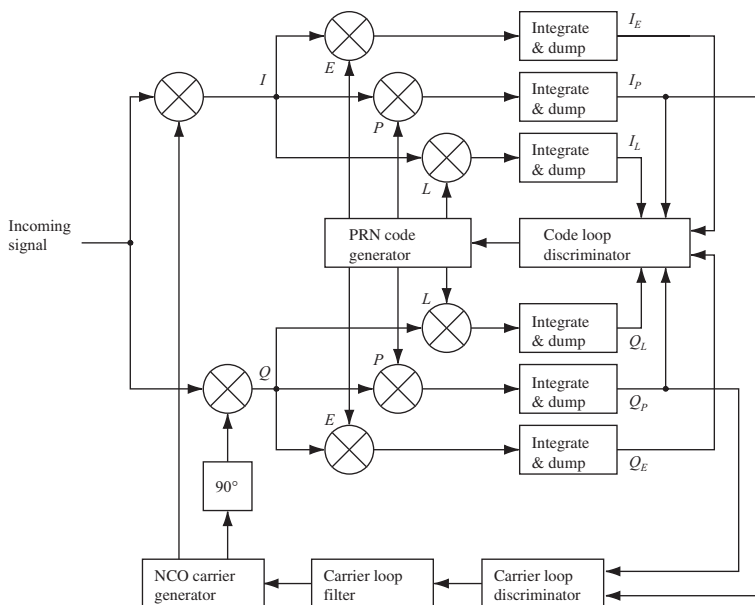 Integrate
& dump
I_E
E
I
Integrate
& dump
I_P
P
Integrate
& dump
I_L
L
Incoming
signal
PRN code
generator
Code loop
discriminator
L
Integrate
& dump
Q_L
Q
P
Integrate
& dump
Q_P
E
Integrate
& dump
Q_E
90°
NCO carrier
generator
Carrier loop
filter
Carrier loop
discriminator